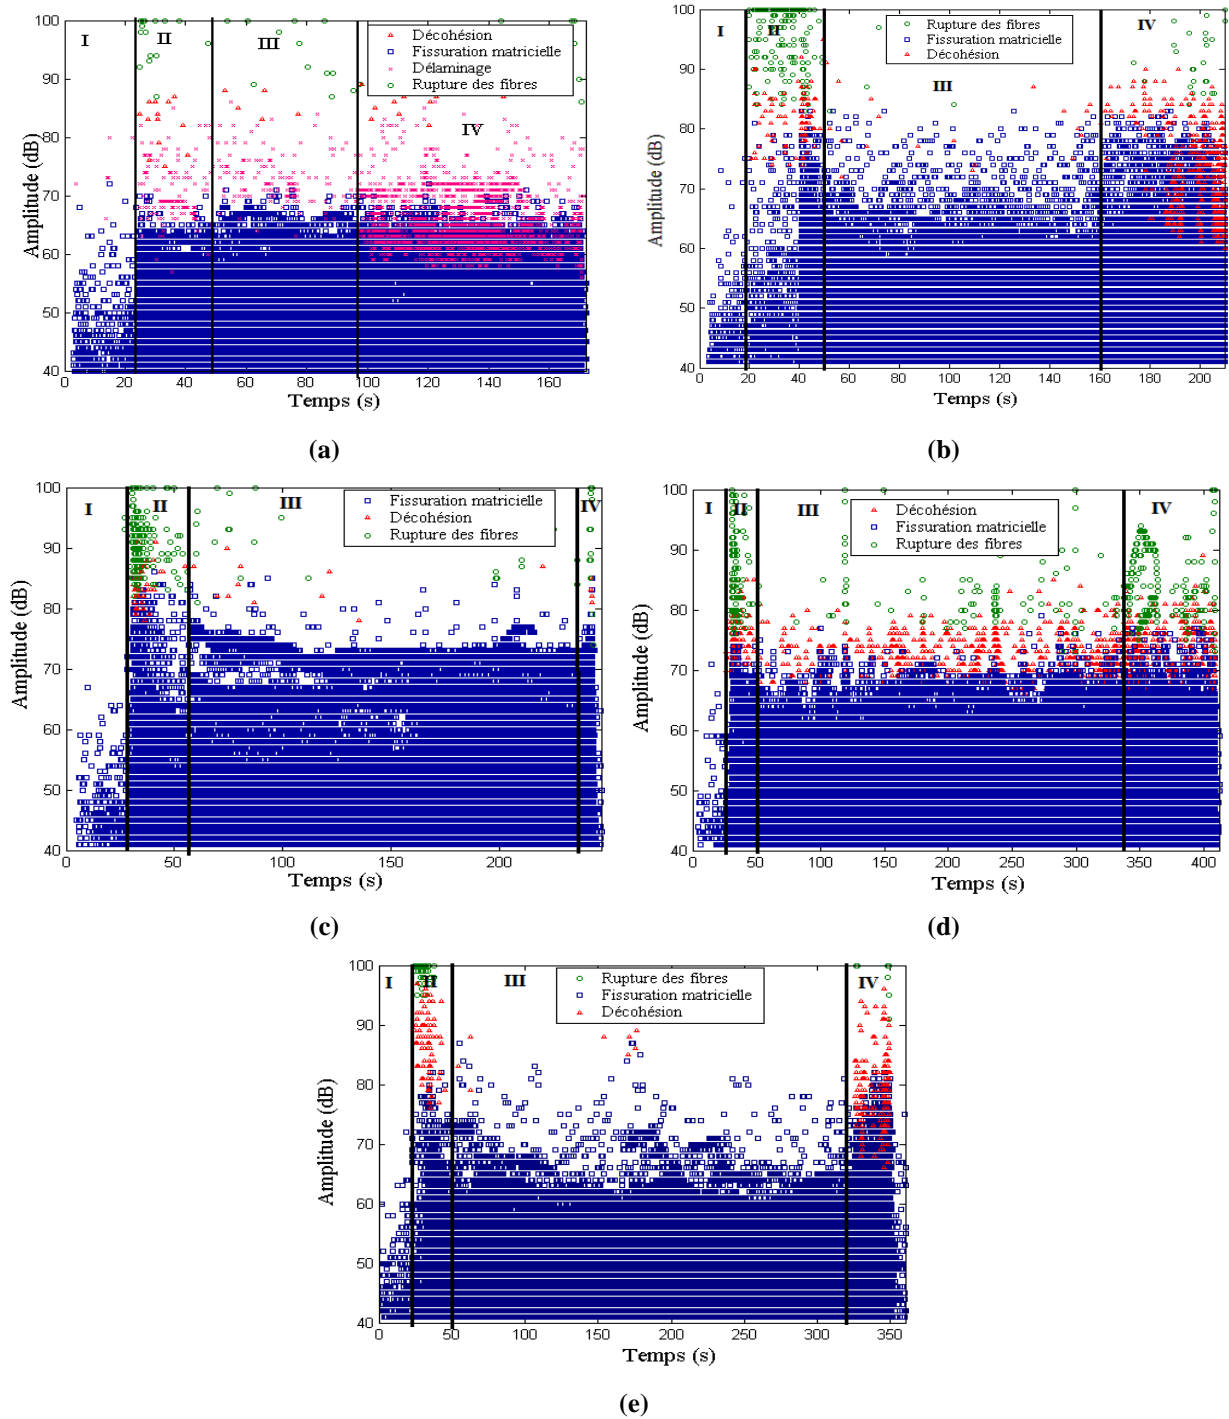 100
90
80
70
60
50
40
Amplitude (dB)
I
II
III
IV
Décohésion
Fissuration matricielle
Délaminage
Rupture des fibres
0 20 40 60 80 100 120 140 160
Temps (s)
(a)
100
90
80
70
60
50
40
Amplitude (dB)
I
II
III
IV
Rupture des fibres
Fissuration matricielle
Décohésion
0 20 40 60 80 100 120 140 160 180 200
Temps (s)
(b)
100
90
80
70
60
50
40
Amplitude (dB)
I
II
III
IV
Fissuration matricielle
Décohésion
Rupture des fibres
0 50 100 150 200
Temps (s)
(c)
100
90
80
70
60
50
40
Amplitude (dB)
I
II
III
IV
Décohésion
Fissuration matricielle
Rupture des fibres
0 50 100 150 200 250 300 350 400
Temps (s)
(d)
100
90
80
70
60
50
40
Amplitude (dB)
I
II
III
IV
Rupture des fibres
Fissuration matricielle
Décohésion
0 50 100 150 200 250 300 350
Temps (s)
(e)